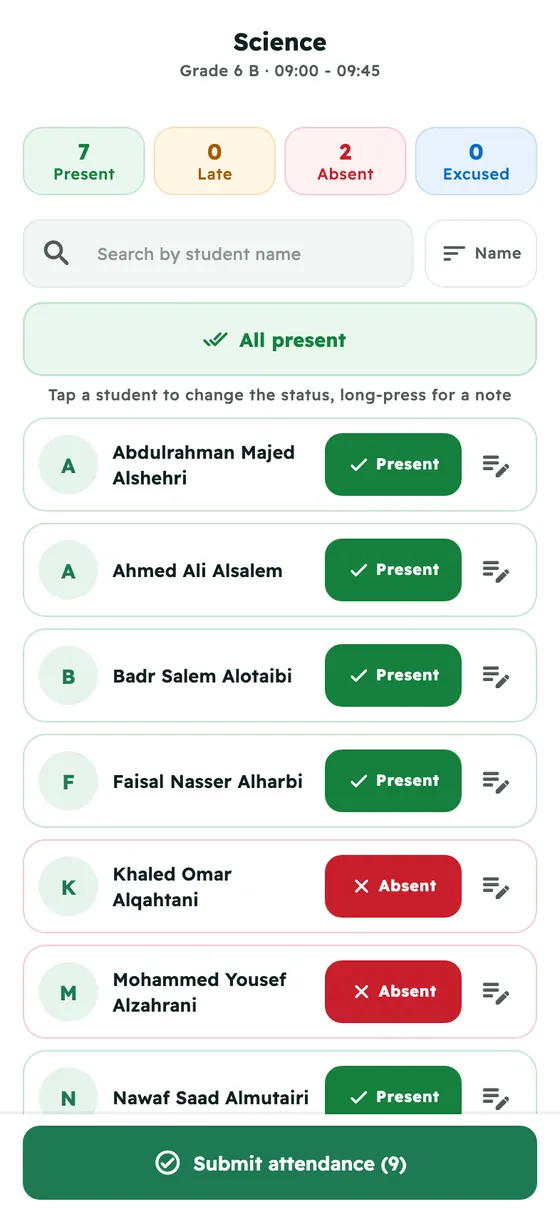 Science
Grade 6 B · 09:00 - 09:45
7
Present
0
Late
2
Absent
0
Excused
Search by student name
Name
All present
Tap a student to change the status, long-press for a note
A
Abdulrahman Majed
Alshehri
Present
A
Ahmed Ali Alsalem
Present
B
Badr Salem Alotaibi
Present
F
Faisal Nasser Alharbi
Present
K
Khaled Omar
Alqahtani
Absent
M
Mohammed Yousef
Alzahrani
Absent
N
Nawaf Saad Almutairi
Present
Submit attendance (9)